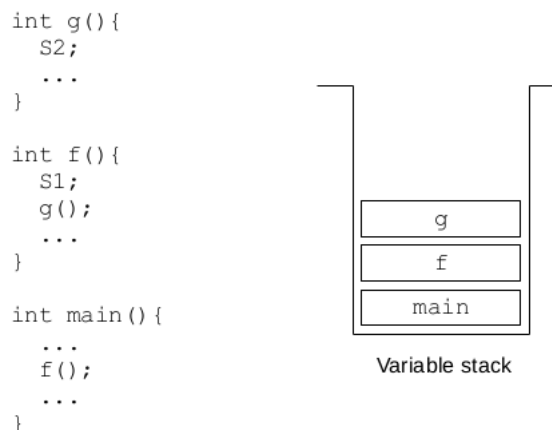 int g(){
S2;
...
}
int f(){
S1;
g();
...
}
int main(){
...
f();
...
}
g
f
main
Variable stack